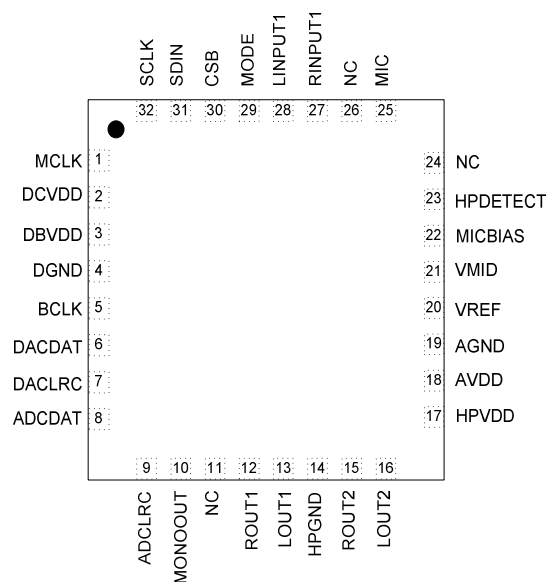 SCLK
SDIN
CSB
MODE
LINPUT1
RINPUT1
NC
MIC
32 31 30 29 28 27 26 25
MCLK 1
DCVDD 2
DBVDD 3
DGND 4
BCLK 5
DACDAT 6
DACLRC 7
ADCDAT 8
24 NC
23 HPDETECT
22 MICBIAS
21 VMID
20 VREF
19 AGND
18 AVDD
17 HPVDD
9 10 11 12 13 14 15 16
ADCLRC
MONOOUT
NC
ROUT1
LOUT1
HPGND
ROUT2
LOUT2